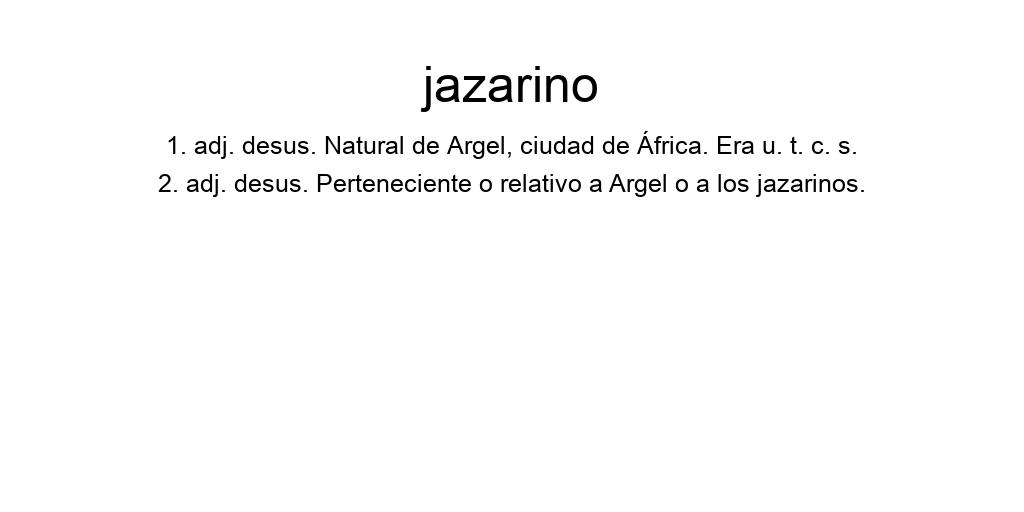 jazarino
1. adj. desus. Natural de Argel, ciudad de África. Era u. t. c. s.
2. adj. desus. Perteneciente o relativo a Argel o a los jazarinos.